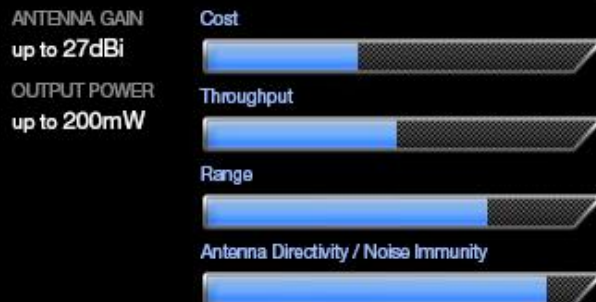 ANTENNA GAIN
up to 27dBi
OUTPUT POWER
up to 200mW
Cost
Throughput
Range
Antenna Directivity / Noise Immunity